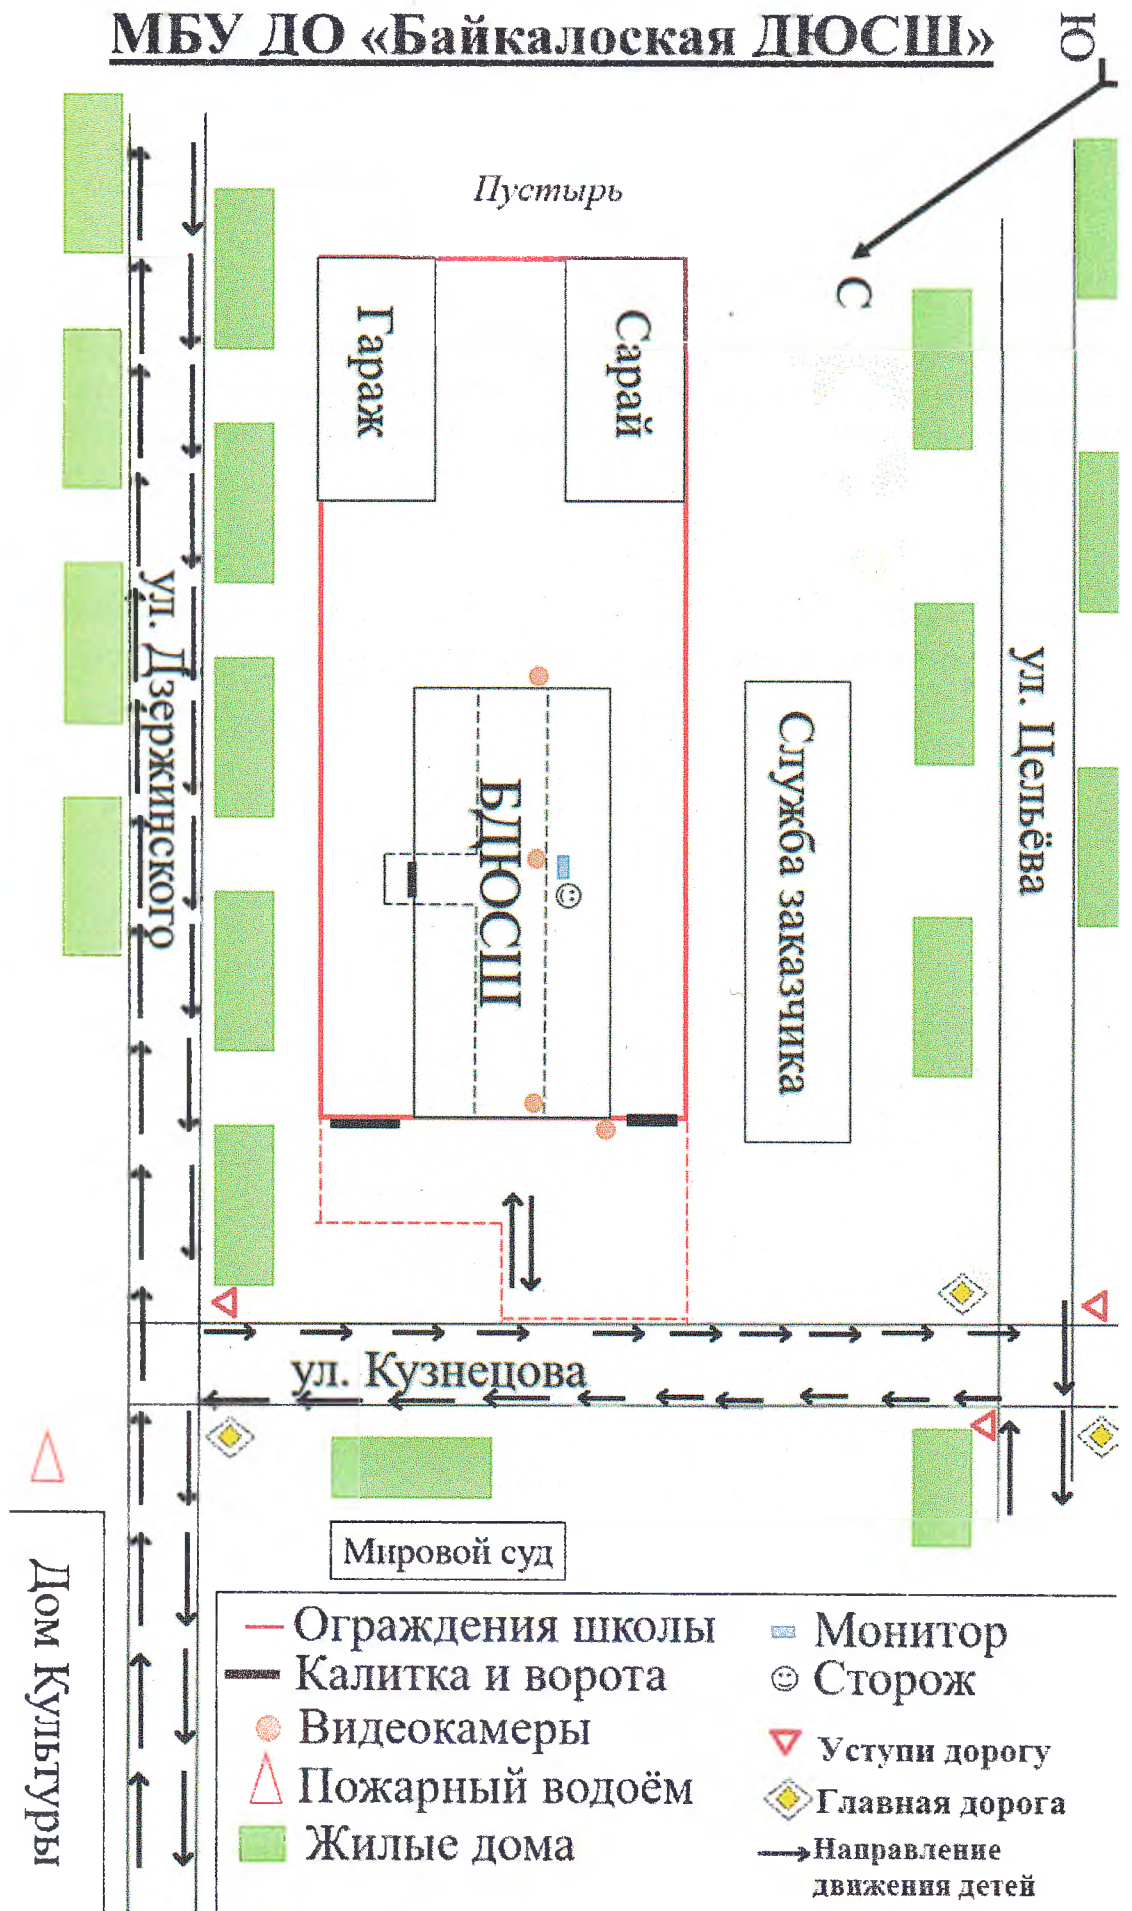 МБУ ДО «Байкалоская ДЮСШ»
Ю
Пустырь
С
Гараж
Сарай
ул. Дзержинского
БДЮСШ
Служба заказчика
ул. Цельёва
ул. Кузнецова
Мировой суд
Дом Культуры
Ограждения школы
Калитка и ворота
Видеокамеры
Пожарный водоём
Жилые дома
Монитор
Сторож
Уступи дорогу
Главная дорога
Направление
движения детей